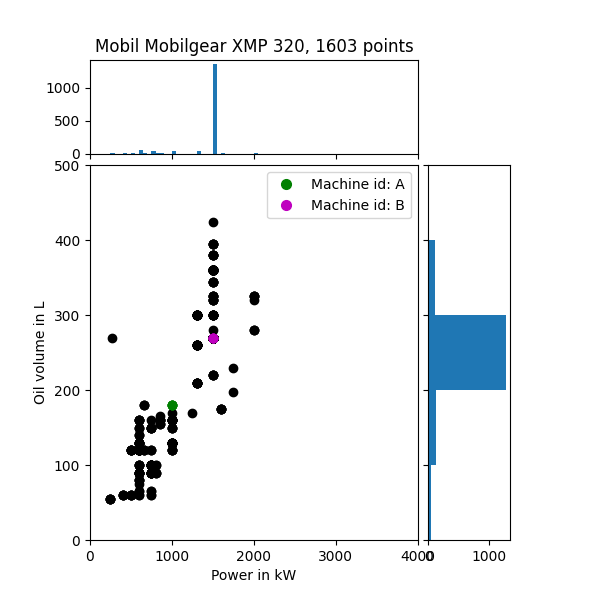 Mobil Mobilgear XMP 320, 1603 points
1000
500
0
500
400
300
200
100
0
Oil volume in L
Machine id: A
Machine id: B
0 1000 2000 3000 4000
0 1000
Power in kW